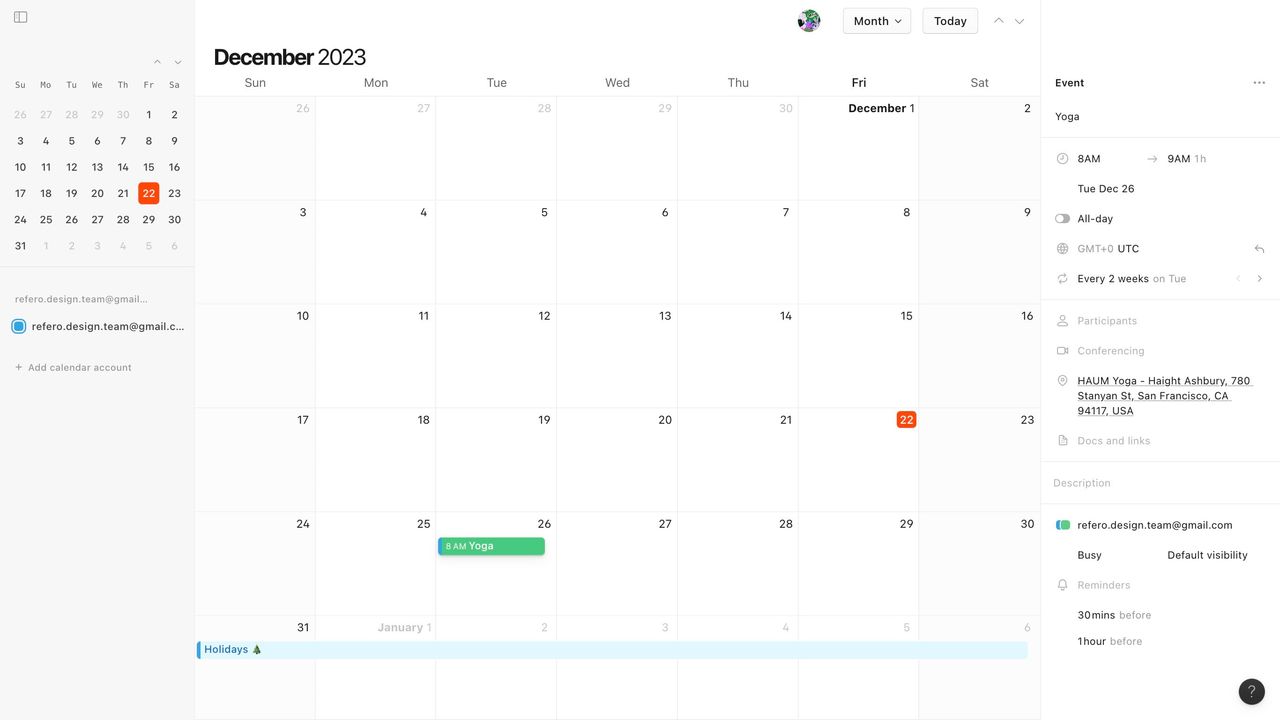 Month
Today
December 2023
Su Mo Tu We Th Fr Sa
26 27 28 29 30 1 2
3 4 5 6 7 8 9
10 11 12 13 14 15 16
17 18 19 20 21 22 23
24 25 26 27 28 29 30
31 1 2 3 4 5 6
refero.design.team@gmail...
refero.design.team@gmail.c...
+ Add calendar account
Sun Mon Tue Wed Thu Fri Sat
26 27 28 29 30 December 1 2
3 4 5 6 7 8 9
10 11 12 13 14 15 16
17 18 19 20 21 22 23
24 25 26 27 28 29 30
8 AM Yoga
31 January 1 2 3 4 5 6
Holidays 🌲
Event
Yoga
8AM → 9AM 1h
Tue Dec 26
All-day
GMT+0 UTC
Every 2 weeks on Tue
Participants
Conferencing
HAUM Yoga - Haight Ashbury, 780
Stanyan St, San Francisco, CA
94117, USA
Docs and links
Description
refero.design.team@gmail.com
Busy Default visibility
Reminders
30mins before
1hour before
?